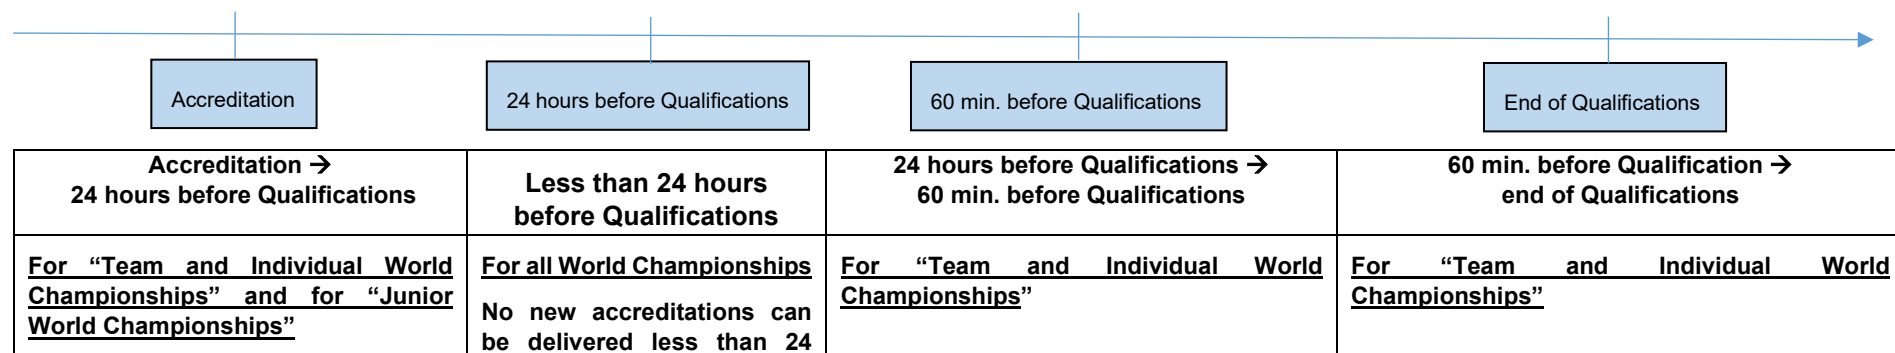 Accreditation
24 hours before Qualifications
60 min. before Qualifications
End of Qualifications
Accreditation →
24 hours before Qualifications
Less than 24 hours
before Qualifications
24 hours before Qualifications →
60 min. before Qualifications
60 min. before Qualification →
end of Qualifications
For “Team and Individual World
Championships” and for “Junior
World Championships”
For all World Championships
No new accreditations can
be delivered less than 24
For “Team and Individual World
Championships”
For “Team and Individual World
Championships”